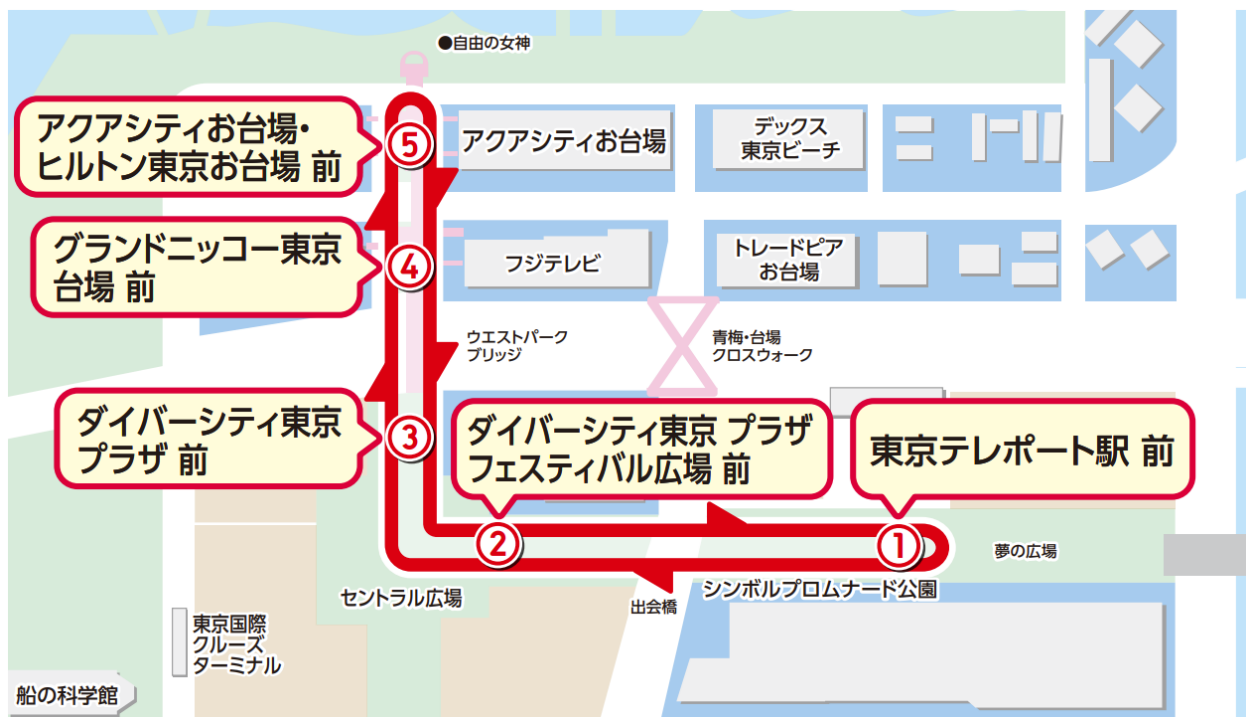 ●自由の女神
アクアシティお台場・
ヒルトン東京お台場 前
⑤
アクアシティお台場
デックス
東京ビーチ
グランドニッコー東京
台場 前
④
フジテレビ
トレードピア
お台場
ウエストパーク
ブリッジ
青梅・台場
クロスウォーク
ダイバーシティ東京
プラザ 前
③
ダイバーシティ東京 プラザ
フェスティバル広場 前
②
東京テレポート駅 前
①
夢の広場
セントラル広場
出会橋
シンボルプロムナード公園
東京国際
クルーズ
ターミナル
船の科学館